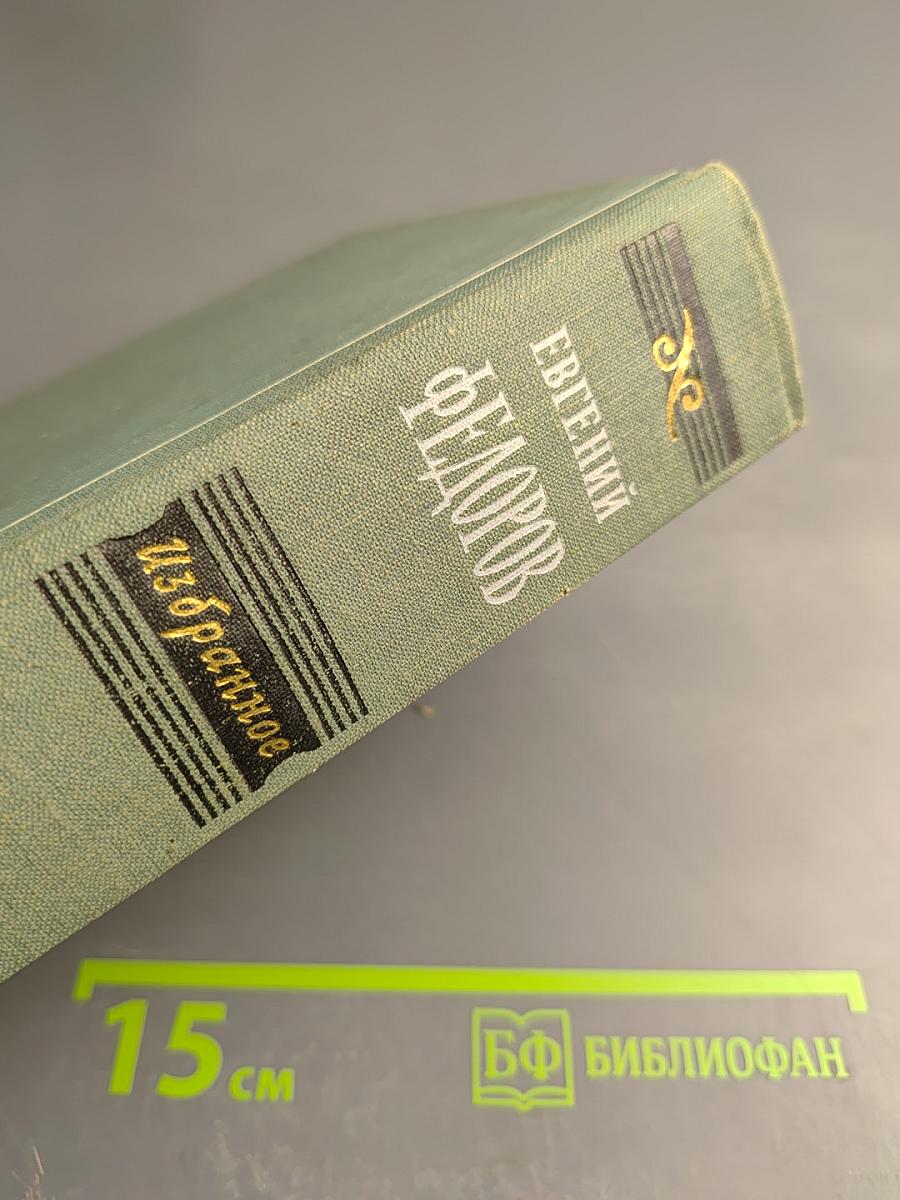 ЕВГЕНИЙ
ФЕДОРОВ
Избранное
15 см
БФ БИБЛИОФАН